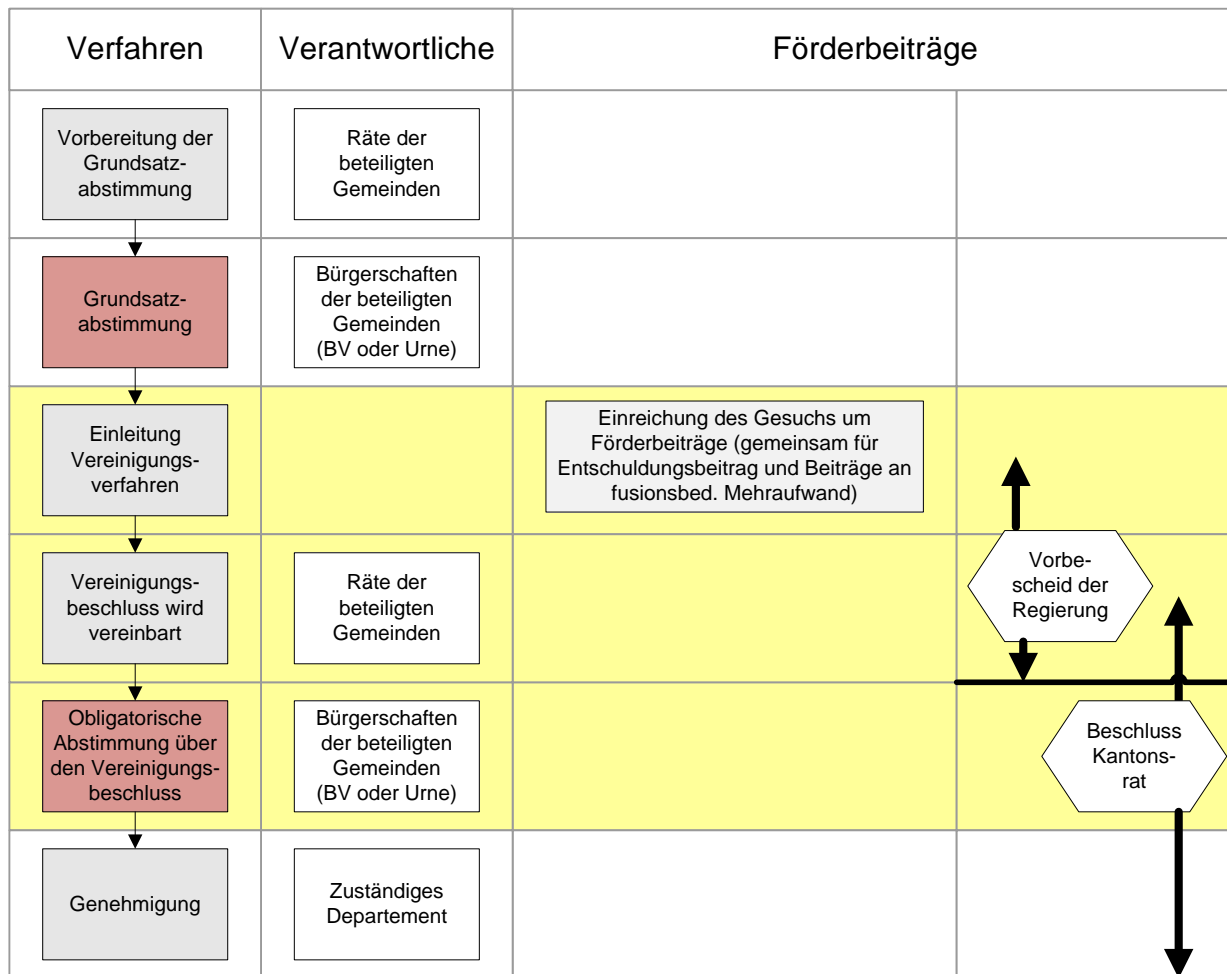 Verfahren
Verantwortliche
Förderbeiträge
Vorbereitung der
Grundsatz-
abstimmung
Räte der
beteiligten
Gemeinden
Grundsatz-
abstimmung
Bürgerschaften
der beteiligten
Gemeinden
(BV oder Urne)
Einleitung
Vereinigungs-
verfahren
Einreichung des Gesuchs um
Förderbeiträge (gemeinsam für
Entschuldungsbeitrag und Beiträge an
fusionsbed. Mehraufwand)
Vereinigungs-
beschluss wird
vereinbart
Räte der
beteiligten
Gemeinden
Vorbe-
scheid der
Regierung
Obligatorische
Abstimmung über
den Vereinigungs-
beschluss
Bürgerschaften
der beteiligten
Gemeinden
(BV oder Urne)
Beschluss
Kantons-
rat
Genehmigung
Zuständiges
Departement